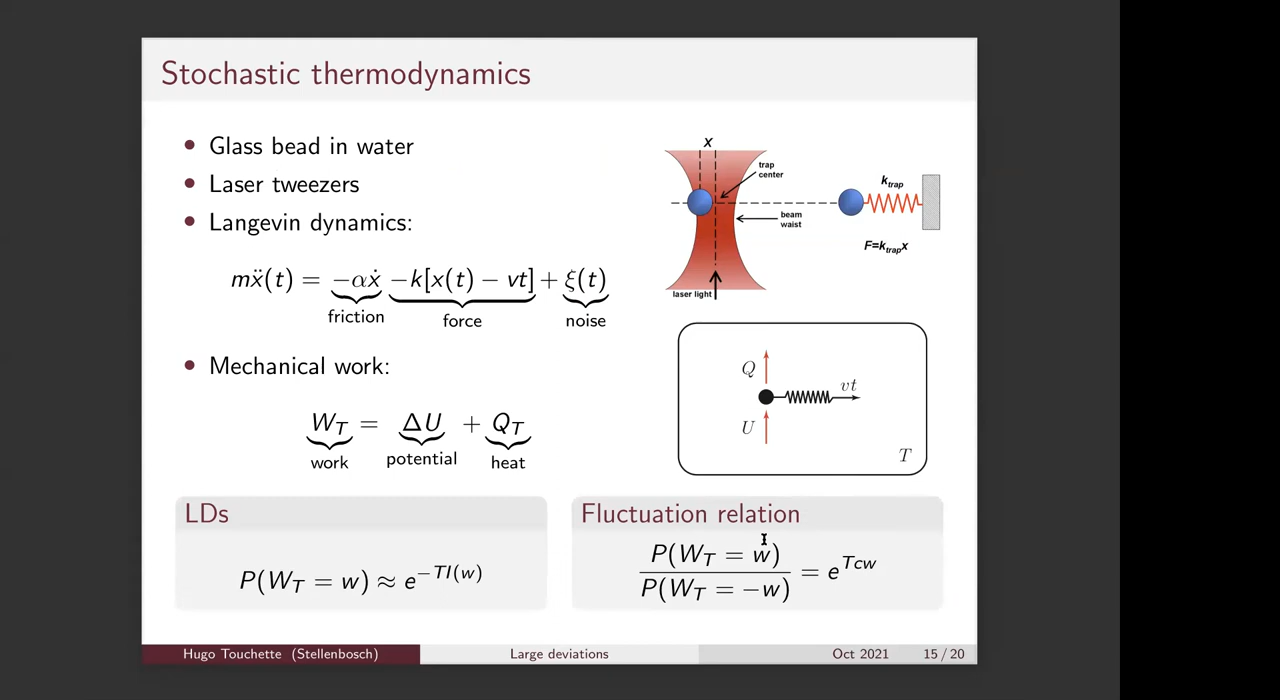 Stochastic thermodynamics
• Glass bead in water
• Laser tweezers
• Langevin dynamics:
mẍ(t) = −αẋ −k[x(t) − vt] + ξ(t)
friction force noise
• Mechanical work:
W_T = ΔU + Q_T
work potential heat
x
trap
center
beam
waist
laser light
k_trap
F=k_trap x
Q
vt
U
T
LDs
P(W_T = w) ≈ e^{−TI(w)}
Fluctuation relation
P(W_T = w)
P(W_T = −w)
= e^{Tcw}
Hugo Touchette (Stellenbosch) Large deviations Oct 2021 15 / 20